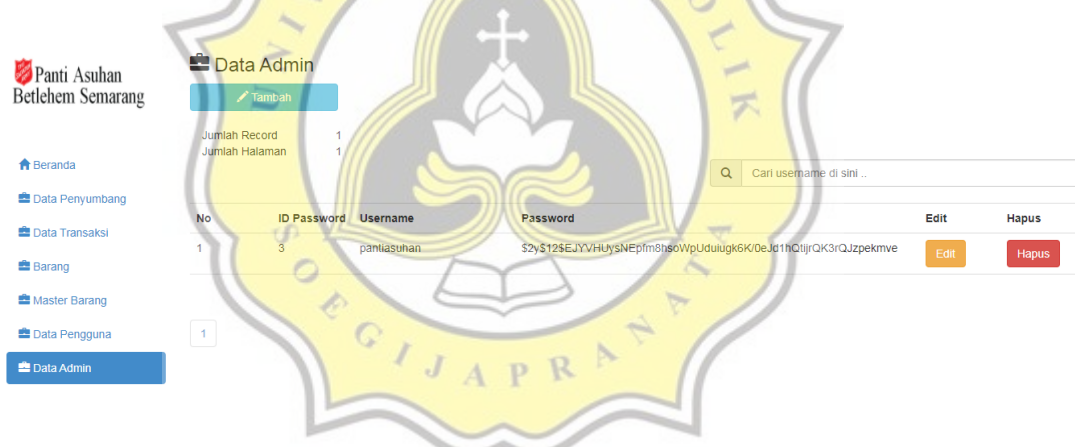 Panti Asuhan
Betlehem Semarang
Beranda
Data Penyumbang
Data Transaksi
Barang
Master Barang
Data Pengguna
Data Admin
Data Admin
Tambah
Jumlah Record 1
Jumlah Halaman 1
Cari username di sini ..
No ID Password Username Password Edit Hapus
1 3 pantiasuhan $2y$12$EJYVHUysNEpfm8hsoWpUduiugk6K/0eJd1hQtijrQK3rQJzpekmve Edit Hapus
1
SOEGIJAPRANATA